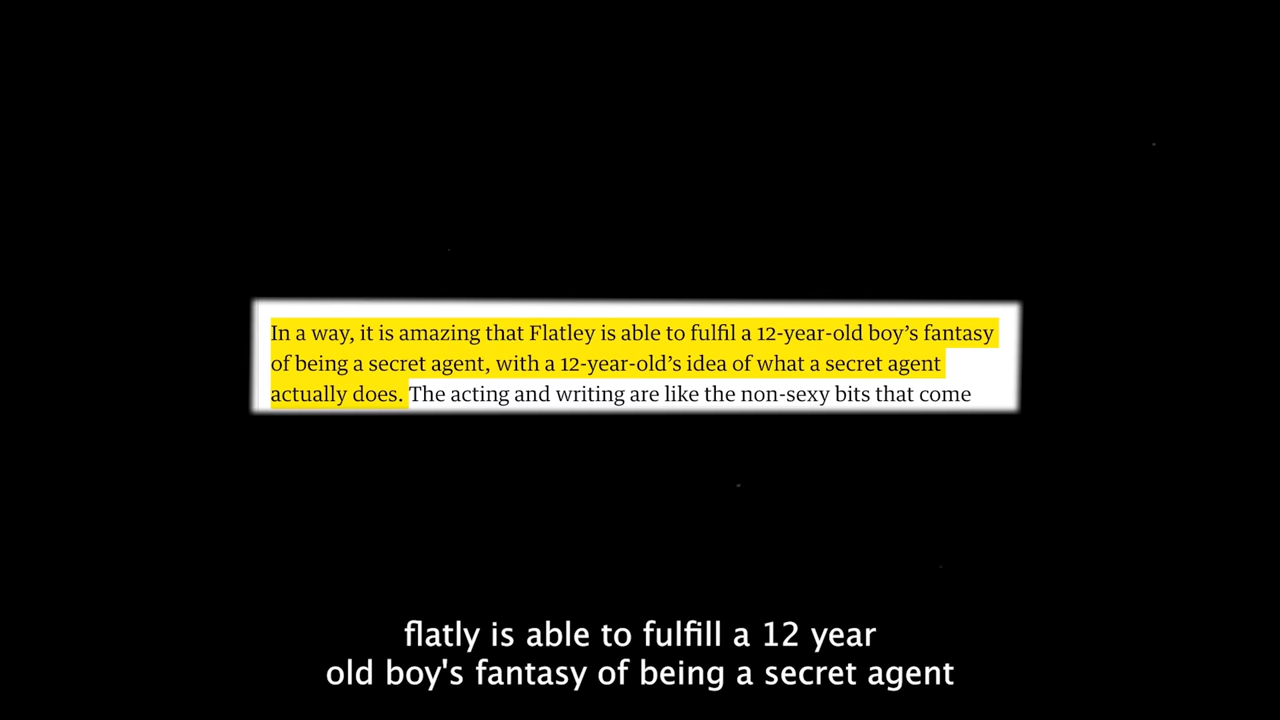 In a way, it is amazing that Flatley is able to fulfil a 12-year-old boy’s fantasy
of being a secret agent, with a 12-year-old’s idea of what a secret agent
actually does. The acting and writing are like the non-sexy bits that come
flatly is able to fulfill a 12 year
old boy's fantasy of being a secret agent